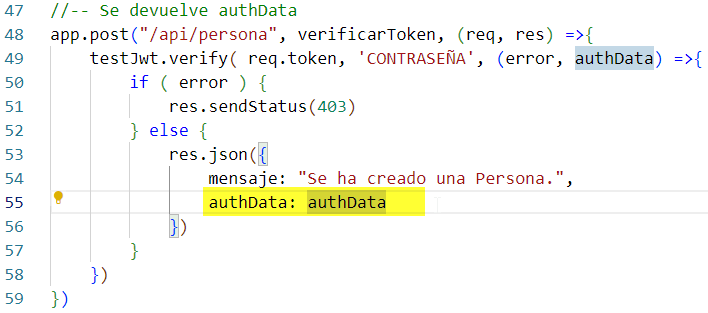 47 //-- Se devuelve authData
48 app.post("/api/persona", verificarToken, (req, res) =>{
49 testJwt.verify( req.token, 'CONTRASEÑA', (error, authData) =>{
50 if ( error ) {
51 res.sendStatus(403)
52 } else {
53 res.json({
54 mensaje: "Se ha creado una Persona.",
55 authData: authData
56 })
57 }
58 })
59 })